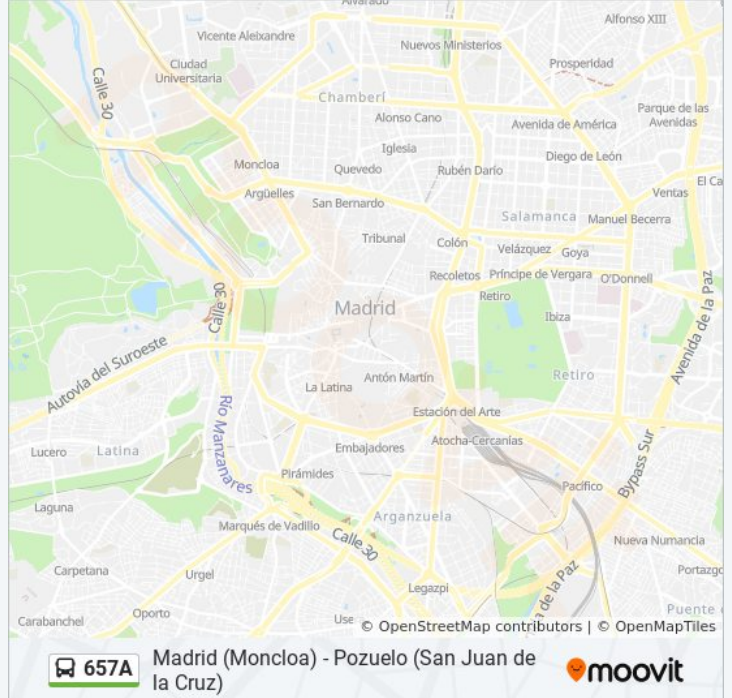 Alvarado
Alfonso XIII
Vicente Aleixandre
Nuevos Ministerios
Ciudad
Universitaria
Prosperidad
Calle 30
Chamberí
Parque de las
Avenidas
Alonso Cano
Avenida de América
Iglesia
Diego de León
Moncloa
Quevedo
Rubén Darío
El Ca
Argüelles
Ventas
San Bernardo
Salamanca
Manuel Becerra
Tribunal
Colón
Velázquez
Goya
Recoletos
Príncipe de Vergara
O'Donnell
Retiro
Calle 30
Madrid
Ibiza
Avenida de la Paz
Autovía del Suroeste
Retiro
La Latina
Antón Martín
Estación del Arte
Río Manzanares
Atocha-Cercanías
Embajadores
Lucero
Latina
Bypass Sur
Pirámides
Pacífico
Laguna
Arganzuela
Marqués de Vadillo
Calle 30
Nueva Numancia
Carpetana
Urgel
Portazgo
a de la Paz
Legazpi
Oporto
Puente
Carabanchel
Use
© OpenStreetMap contributors | © OpenMapTiles
657A
Madrid (Moncloa) - Pozuelo (San Juan de
la Cruz)
moovit